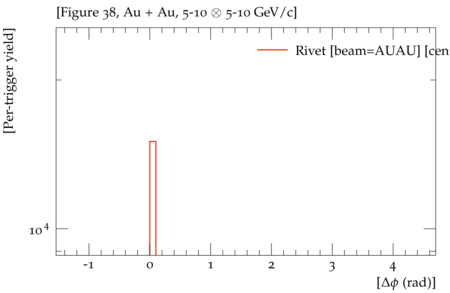 [Figure 38, Au + Au, 5-10 ⊗ 5-10 GeV/c]
[Per-trigger yield]
Rivet [beam=AUAU] [cen
10⁴
-1 0 1 2 3 4
[Δϕ (rad)]